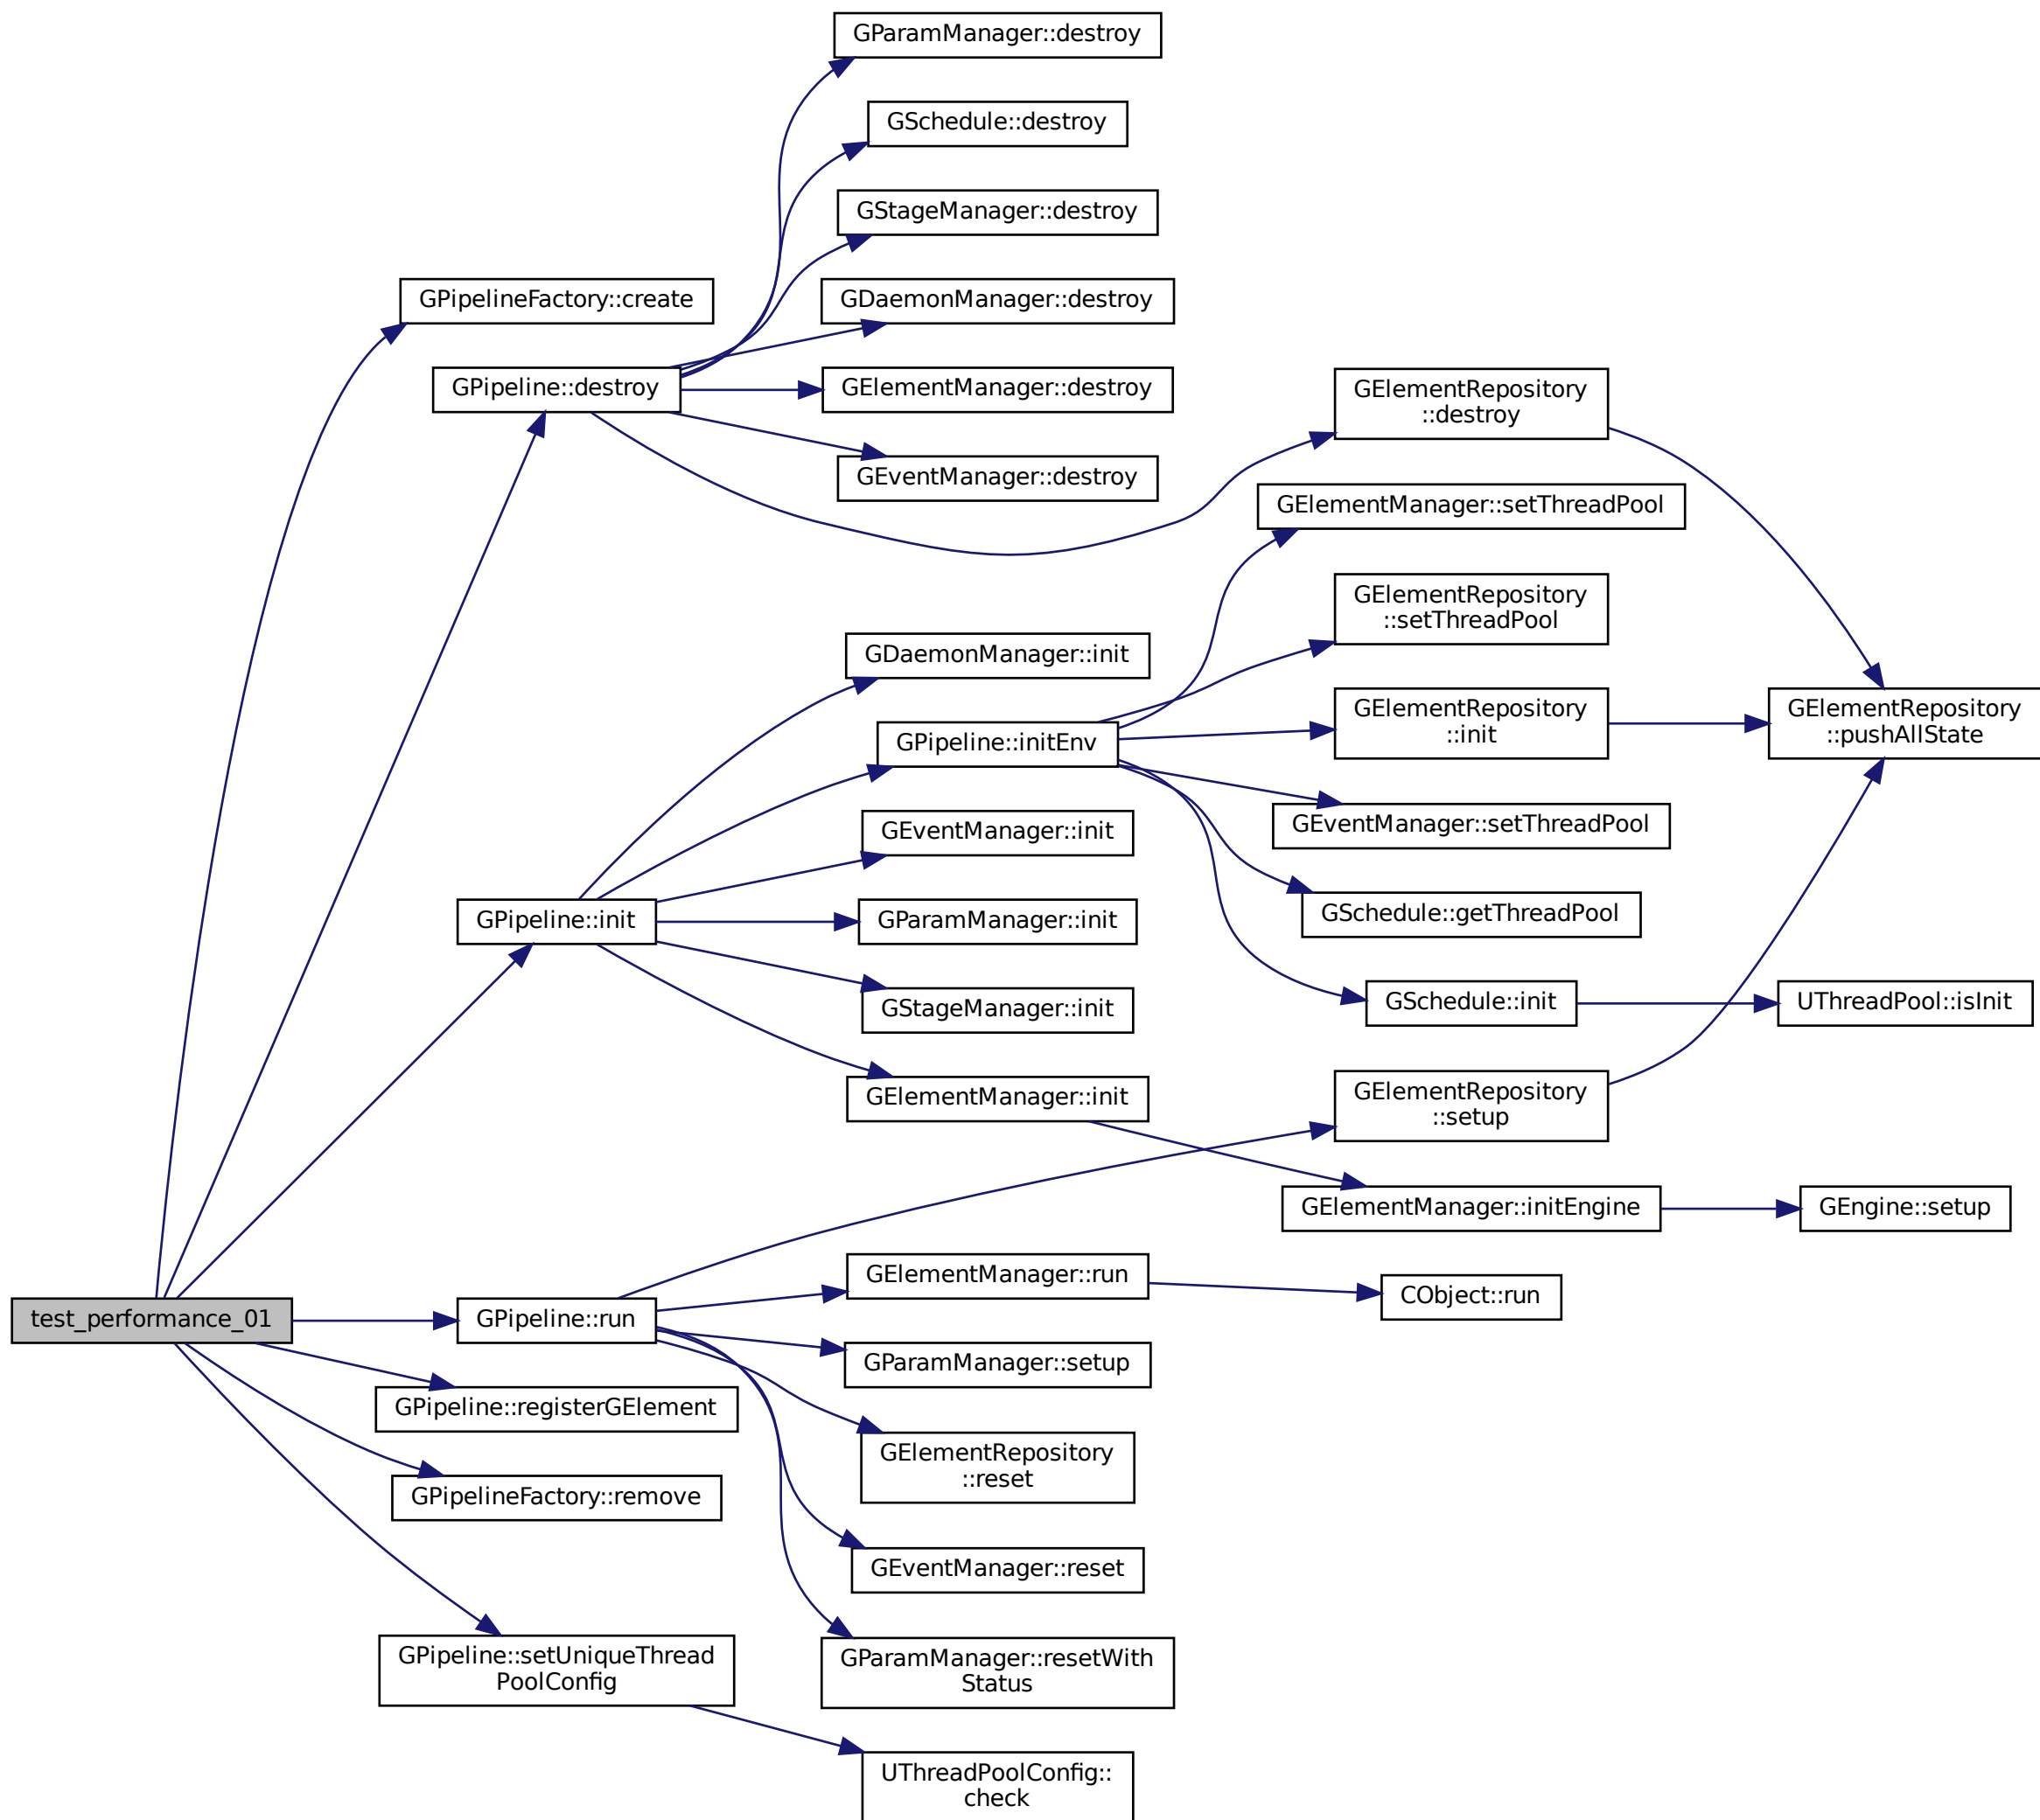 GParamManager::destroy
GSchedule::destroy
GStageManager::destroy
GPipelineFactory::create
GDaemonManager::destroy
GPipeline::destroy
GElementManager::destroy
GElementRepository
::destroy
GEventManager::destroy
GElementManager::setThreadPool
GElementRepository
::setThreadPool
GDaemonManager::init
GPipeline::initEnv
GElementRepository
::init
GElementRepository
::pushAllState
GEventManager::init
GEventManager::setThreadPool
GPipeline::init
GParamManager::init
GSchedule::getThreadPool
GStageManager::init
GSchedule::init
UThreadPool::isInit
GElementManager::init
GElementRepository
::setup
GElementManager::initEngine
GEngine::setup
GElementManager::run
CObject::run
test_performance_01
GPipeline::run
GParamManager::setup
GPipeline::registerGElement
GElementRepository
::reset
GPipelineFactory::remove
GEventManager::reset
GPipeline::setUniqueThread
PoolConfig
GParamManager::resetWith
Status
UThreadPoolConfig::
check